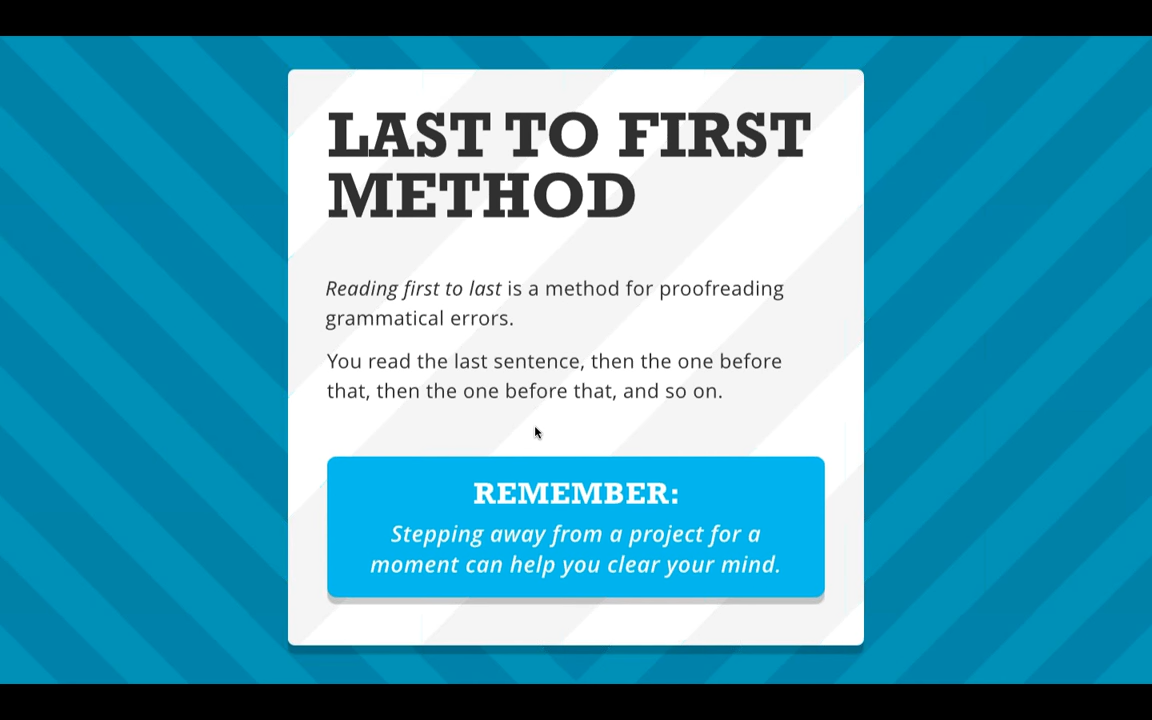 LAST TO FIRST
METHOD
Reading first to last is a method for proofreading
grammatical errors.
You read the last sentence, then the one before
that, then the one before that, and so on.
REMEMBER:
Stepping away from a project for a
moment can help you clear your mind.